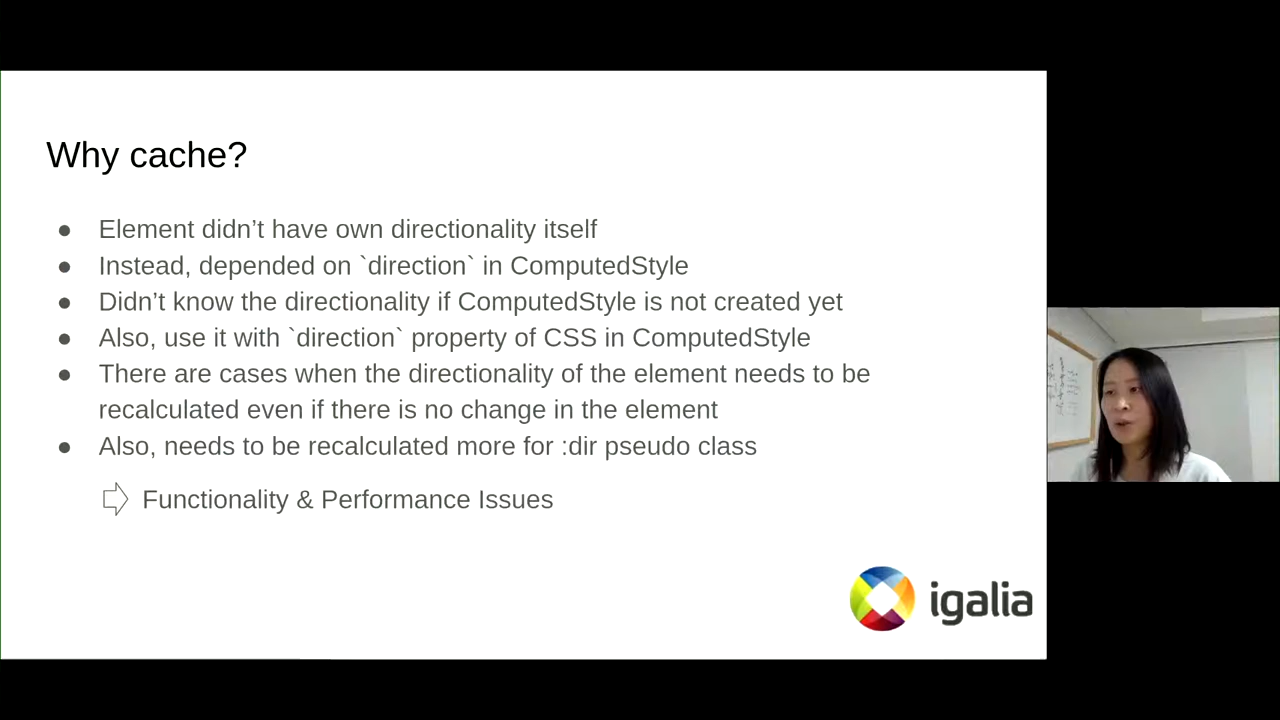 Why cache?
● Element didn’t have own directionality itself
● Instead, depended on `direction` in ComputedStyle
● Didn’t know the directionality if ComputedStyle is not created yet
● Also, use it with `direction` property of CSS in ComputedStyle
● There are cases when the directionality of the element needs to be
recalculated even if there is no change in the element
● Also, needs to be recalculated more for :dir pseudo class
Functionality & Performance Issues
igalia